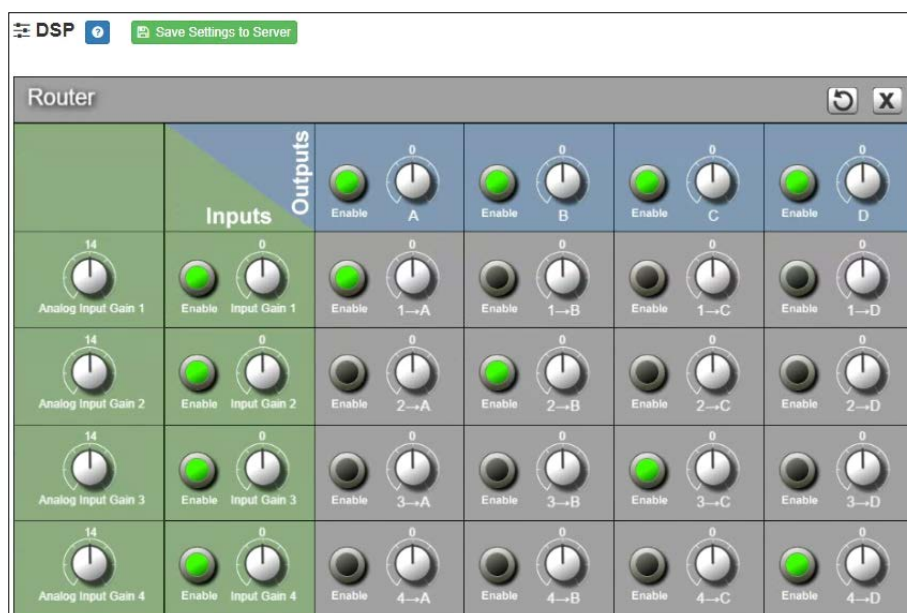 DSP ? Save Settings to Server
Router X
Inputs Outputs
0 0 0 0
Enable A Enable B Enable C Enable D
14 0 0 0 0 0
Analog Input Gain 1 Enable Input Gain 1 Enable 1→A Enable 1→B Enable 1→C Enable 1→D
14 0 0 0 0 0
Analog Input Gain 2 Enable Input Gain 2 Enable 2→A Enable 2→B Enable 2→C Enable 2→D
14 0 0 0 0 0
Analog Input Gain 3 Enable Input Gain 3 Enable 3→A Enable 3→B Enable 3→C Enable 3→D
14 0 0 0 0 0
Analog Input Gain 4 Enable Input Gain 4 Enable 4→A Enable 4→B Enable 4→C Enable 4→D